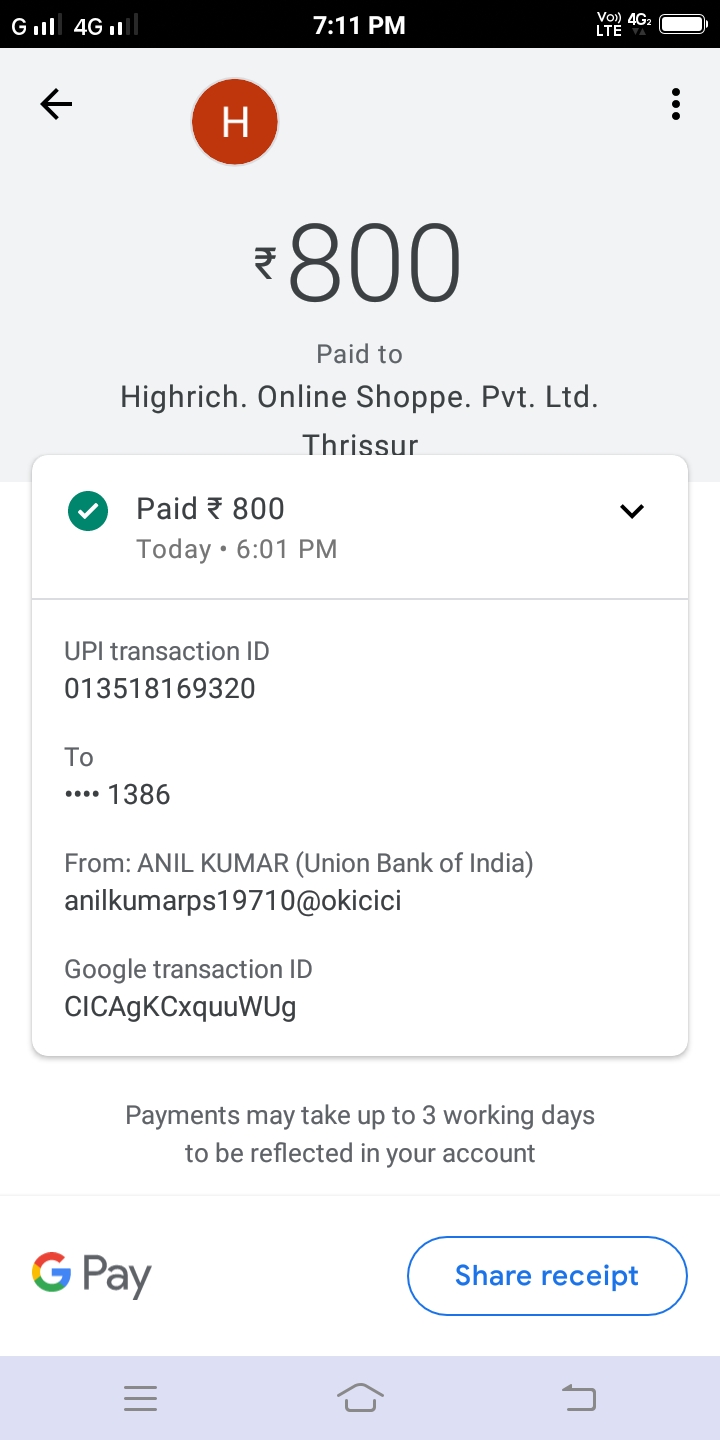 G 4G 7:11 PM Vo)) LTE 4G2
H
₹800
Paid to
Highrich. Online Shoppe. Pvt. Ltd.
Thrissur
Paid ₹ 800
Today • 6:01 PM
UPI transaction ID
013518169320
To
•••• 1386
From: ANIL KUMAR (Union Bank of India)
anilkumarps19710@okicici
Google transaction ID
CICAgKCxquuWUg
Payments may take up to 3 working days
to be reflected in your account
G Pay
Share receipt